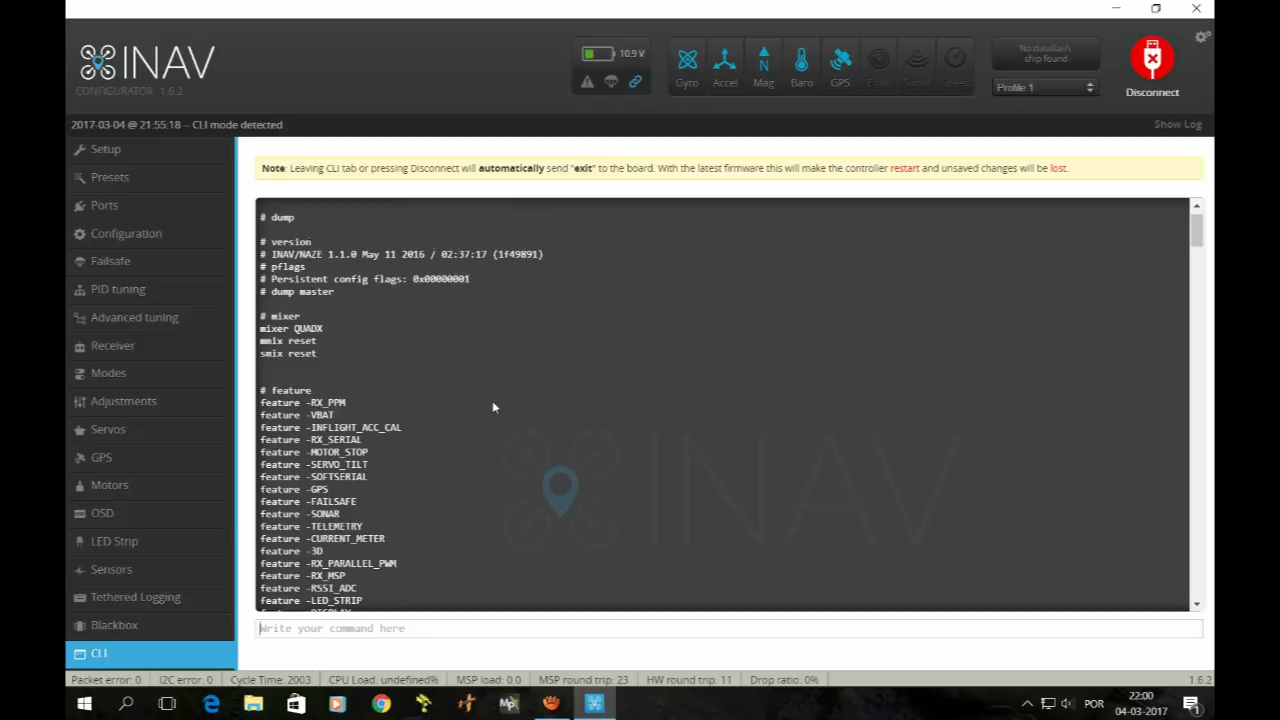 INAV
CONFIGURATOR 1.6.2
10.9 V
Gyro
Accel
Mag
Baro
GPS
Sonar
No dataflash
chip found
Profile 1
Disconnect
2017-03-04 @ 21:55:18 -- CLI mode detected
Show Log
Setup
Presets
Ports
Configuration
Failsafe
PID tuning
Advanced tuning
Receiver
Modes
Adjustments
Servos
GPS
Motors
OSD
LED Strip
Sensors
Tethered Logging
Blackbox
CLI
Note: Leaving CLI tab or pressing Disconnect will automatically send "exit" to the board. With the latest firmware this will make the controller restart and unsaved changes will be lost.
# dump
# version
# INAV/NAZE 1.1.0 May 11 2016 / 02:37:17 (1f49891)
# pflags
# Persistent config flags: 0x00000001
# dump master
# mixer
mixer QUADX
mmix reset
smix reset
# feature
feature -RX_PPM
feature -VBAT
feature -INFLIGHT_ACC_CAL
feature -RX_SERIAL
feature -MOTOR_STOP
feature -SERVO_TILT
feature -SOFTSERIAL
feature -GPS
feature -FAILSAFE
feature -SONAR
feature -TELEMETRY
feature -CURRENT_METER
feature -3D
feature -RX_PARALLEL_PWM
feature -RX_MSP
feature -RSSI_ADC
feature -LED_STRIP
feature -DISPLAY
INAV
Write your command here
Packet error: 0
I2C error: 0
Cycle Time: 2003
CPU Load: undefined%
MSP load: 0.0
MSP round trip: 23
HW round trip: 11
Drop ratio: 0%
1.6.2
POR
22:00
04-03-2017